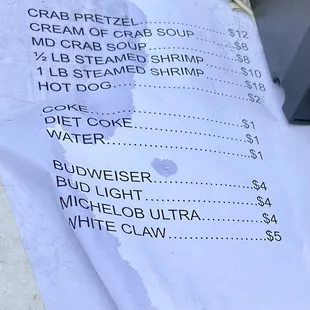 CRAB PRETZEL....................$12
CREAM OF CRAB SOUP........$8
MD CRAB SOUP....................$8
½ LB STEAMED SHRIMP........$10
1 LB STEAMED SHRIMP.........$18
HOT DOG..............................$2
COKE....................................$1
DIET COKE...........................$1
WATER.................................$1
BUDWEISER.....................$4
BUD LIGHT.......................$4
MICHELOB ULTRA............$4
WHITE CLAW....................$5